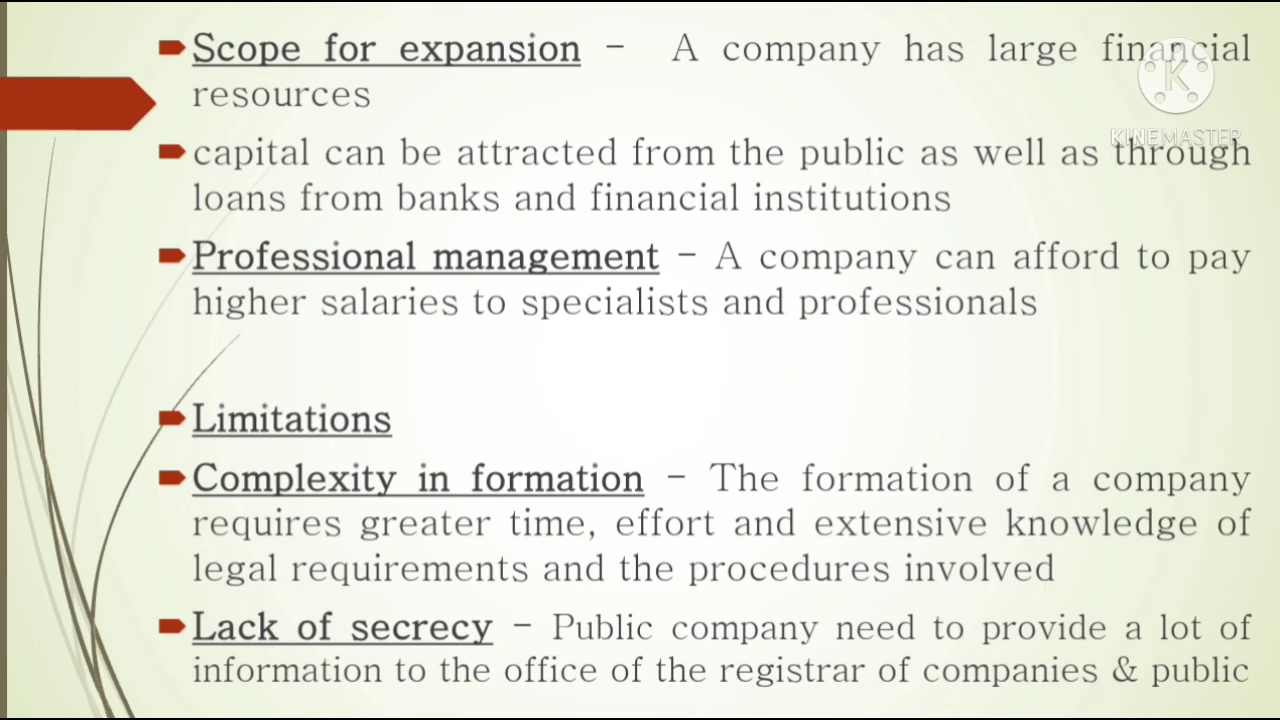 Scope for expansion – A company has large financial
resources
capital can be attracted from the public as well as through
loans from banks and financial institutions
Professional management – A company can afford to pay
higher salaries to specialists and professionals
Limitations
Complexity in formation – The formation of a company
requires greater time, effort and extensive knowledge of
legal requirements and the procedures involved
Lack of secrecy – Public company need to provide a lot of
information to the office of the registrar of companies & public
K
KINEMASTER